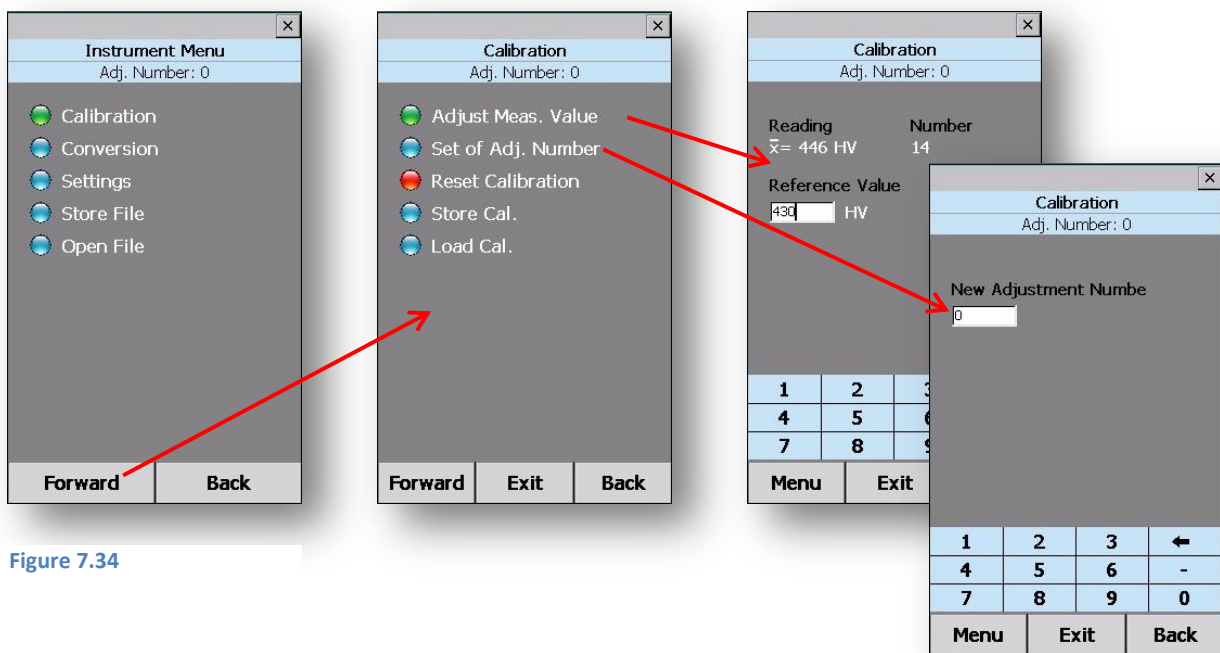 Instrument Menu
Adj. Number: 0
Calibration
Conversion
Settings
Store File
Open File
Forward Back
Calibration
Adj. Number: 0
Adjust Meas. Value
Set of Adj. Number
Reset Calibration
Store Cal.
Load Cal.
Forward Exit Back
Calibration
Adj. Number: 0
Reading Number
x̄= 446 HV 14
Reference Value
430 HV
1 2
4 5
7 8
Menu Exit
Calibration
Adj. Number: 0
New Adjustment Numbe
0
1 2 3 ←
4 5 6 -
7 8 9 0
Menu Exit Back
Figure 7.34